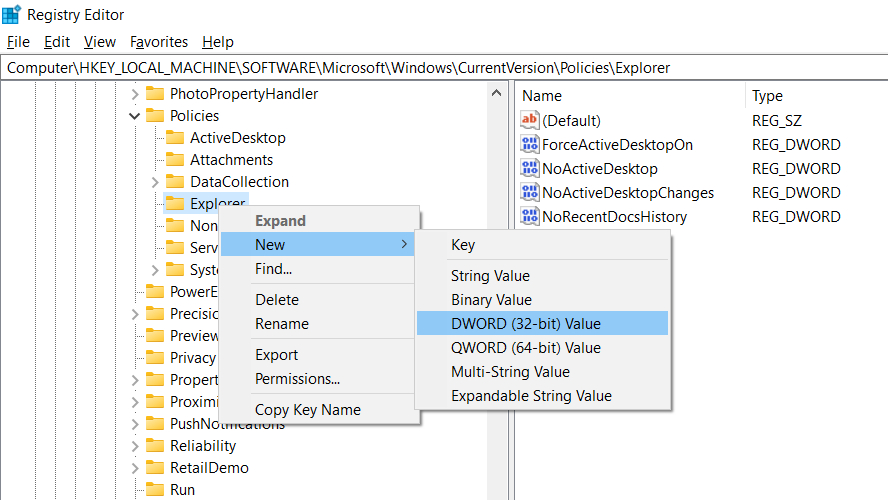 Registry Editor
File Edit View Favorites Help
Computer\HKEY_LOCAL_MACHINE\SOFTWARE\Microsoft\Windows\CurrentVersion\Policies\Explorer
PhotoPropertyHandler
Policies
ActiveDesktop
Attachments
DataCollection
Explorer
Non
Serv
Syste
PowerE
Precisio
Preview
Privacy
Propert
Proximi
PushNotifications
Reliability
RetailDemo
Run
Expand
New
Find...
Delete
Rename
Export
Permissions...
Copy Key Name
Key
String Value
Binary Value
DWORD (32-bit) Value
QWORD (64-bit) Value
Multi-String Value
Expandable String Value
Name Type
(Default) REG_SZ
ForceActiveDesktopOn REG_DWORD
NoActiveDesktop REG_DWORD
NoActiveDesktopChanges REG_DWORD
NoRecentDocsHistory REG_DWORD